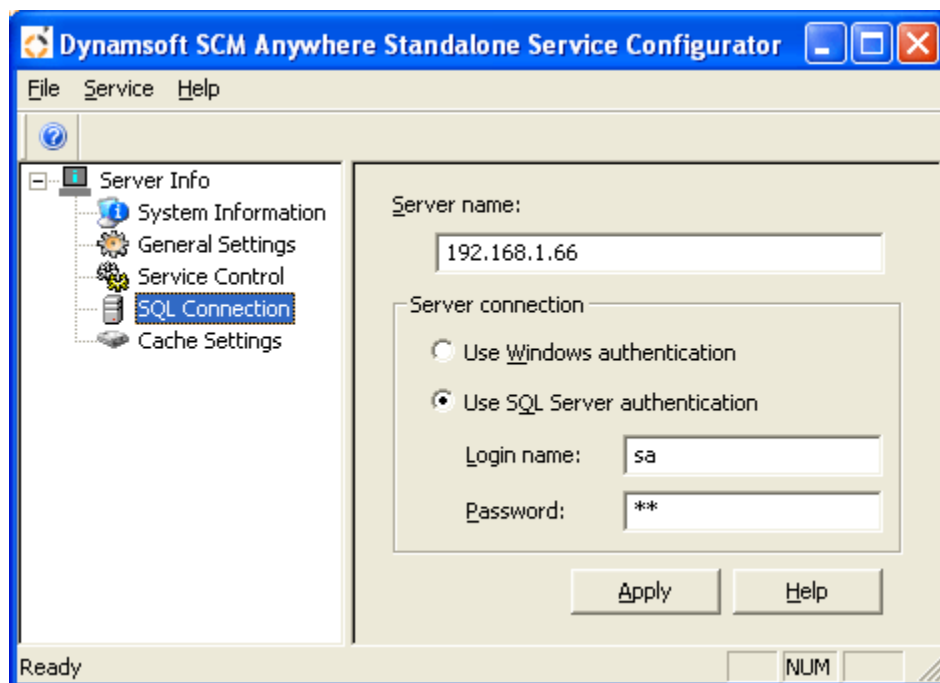 Dynamsoft SCM Anywhere Standalone Service Configurator
File Service Help
Server Info
System Information
General Settings
Service Control
SQL Connection
Cache Settings
Server name:
192.168.1.66
Server connection
Use Windows authentication
Use SQL Server authentication
Login name:
sa
Password:
**
Apply
Help
Ready
NUM